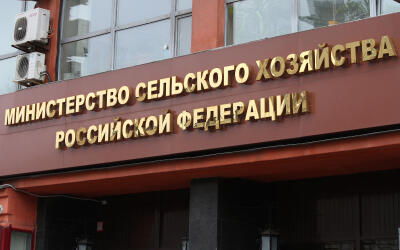 МИНИСТЕРСТВО СЕЛЬСКОГО ХОЗЯЙСТВА
РОССИЙСКОЙ ФЕДЕРАЦИИ